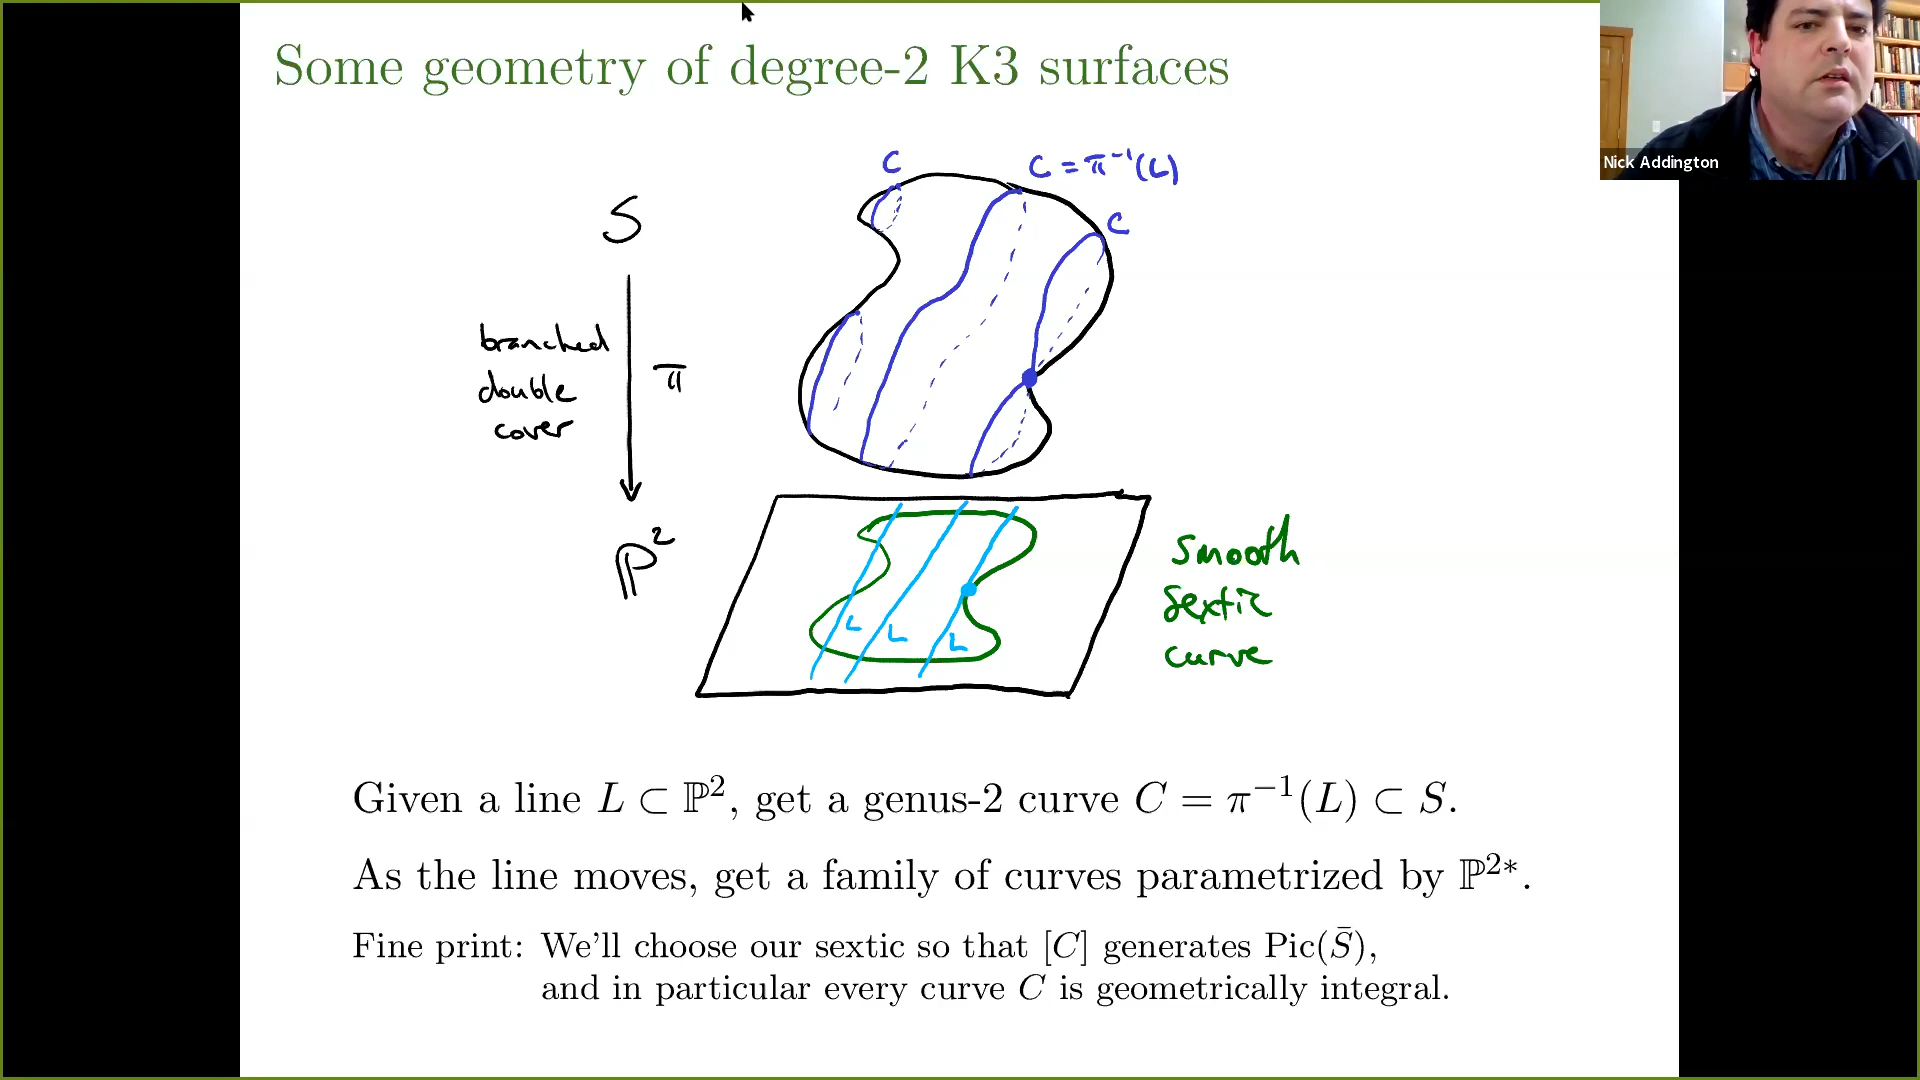 Some geometry of degree-2 K3 surfaces
Nick Addington
C
C = π⁻¹(L)
C
S
branched
double
cover
π
ℙ²
L
L
L
smooth
sextic
curve
Given a line L ⊂ ℙ², get a genus-2 curve C = π⁻¹(L) ⊂ S.
As the line moves, get a family of curves parametrized by ℙ²*.
Fine print: We'll choose our sextic so that [C] generates Pic(S̄),
and in particular every curve C is geometrically integral.